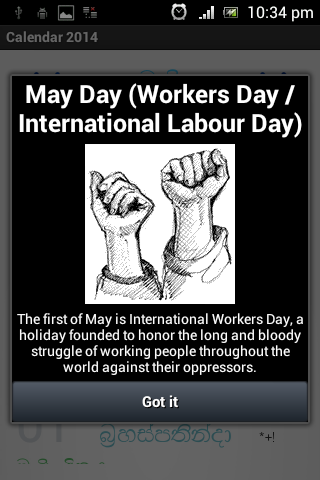 10:34 pm
Calendar 2014
May Day (Workers Day /
International Labour Day)
The first of May is International Workers Day, a
holiday founded to honor the long and bloody
struggle of working people throughout the
world against their oppressors.
Got it
01
බ්‍රහස්පතින්දා *+!